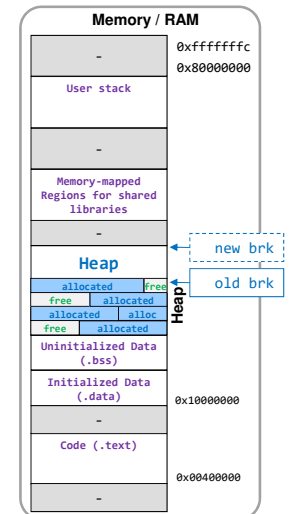 Memory / RAM
-
0xfffffffc
0x80000000
User stack
-
Memory-mapped
Regions for shared
libraries
-
new brk
Heap
old brk
allocated free
free allocated
allocated alloc
free allocated
Heap
Uninitialized Data
(.bss)
Initialized Data
(.data)
0x10000000
-
Code (.text)
0x00400000
-